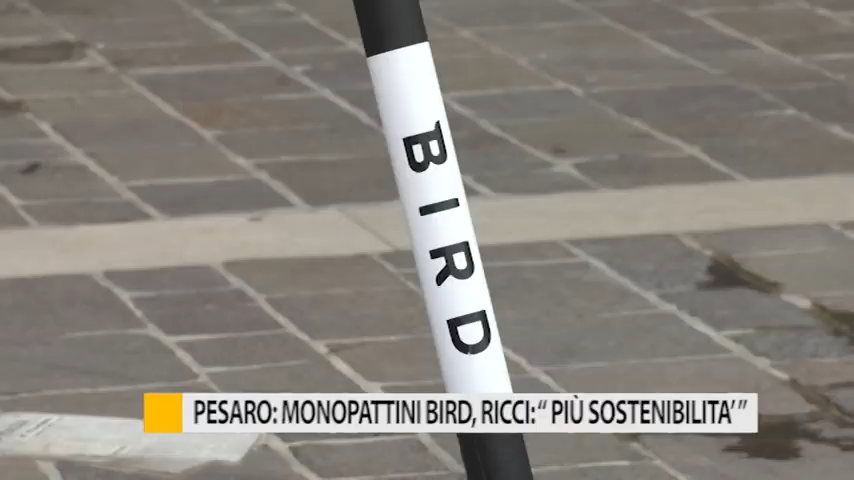 BIRD
PESARO: MONOPATTINI BIRD, RICCI:“ PIÙ SOSTENIBILITA’”